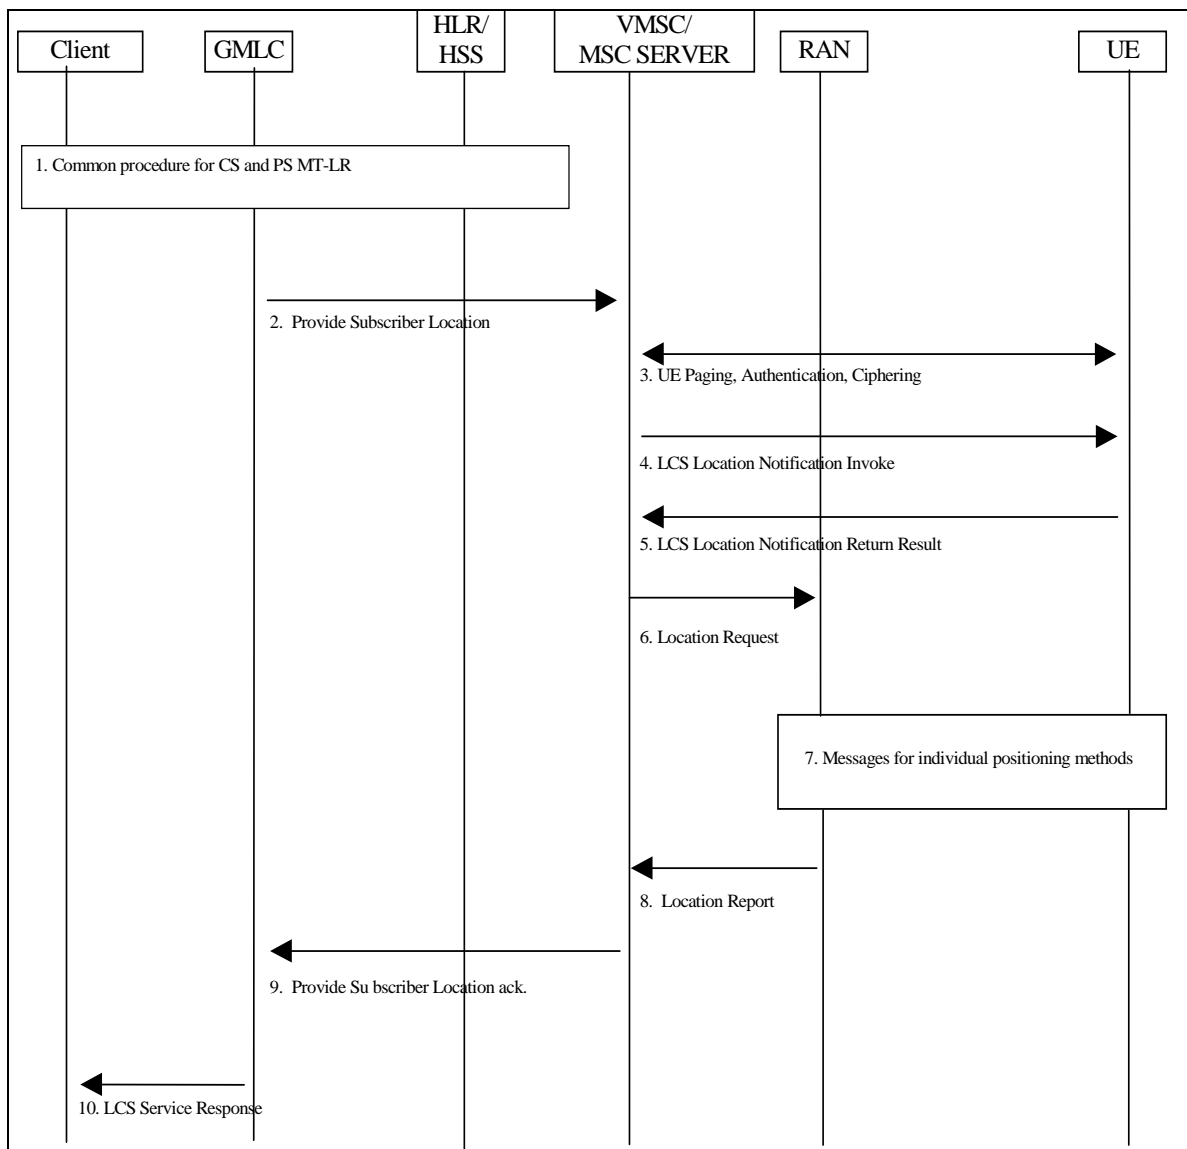 Client
GMLC
HLR/
HSS
VMSC/
MSC SERVER
RAN
UE
1. Common procedure for CS and PS MT-LR
2. Provide Subscriber Location
3. UE Paging, Authentication, Ciphering
4. LCS Location Notification Invoke
5. LCS Location Notification Return Result
6. Location Request
7. Messages for individual positioning methods
8. Location Report
9. Provide Su bscriber Location ack.
10. LCS Service Response